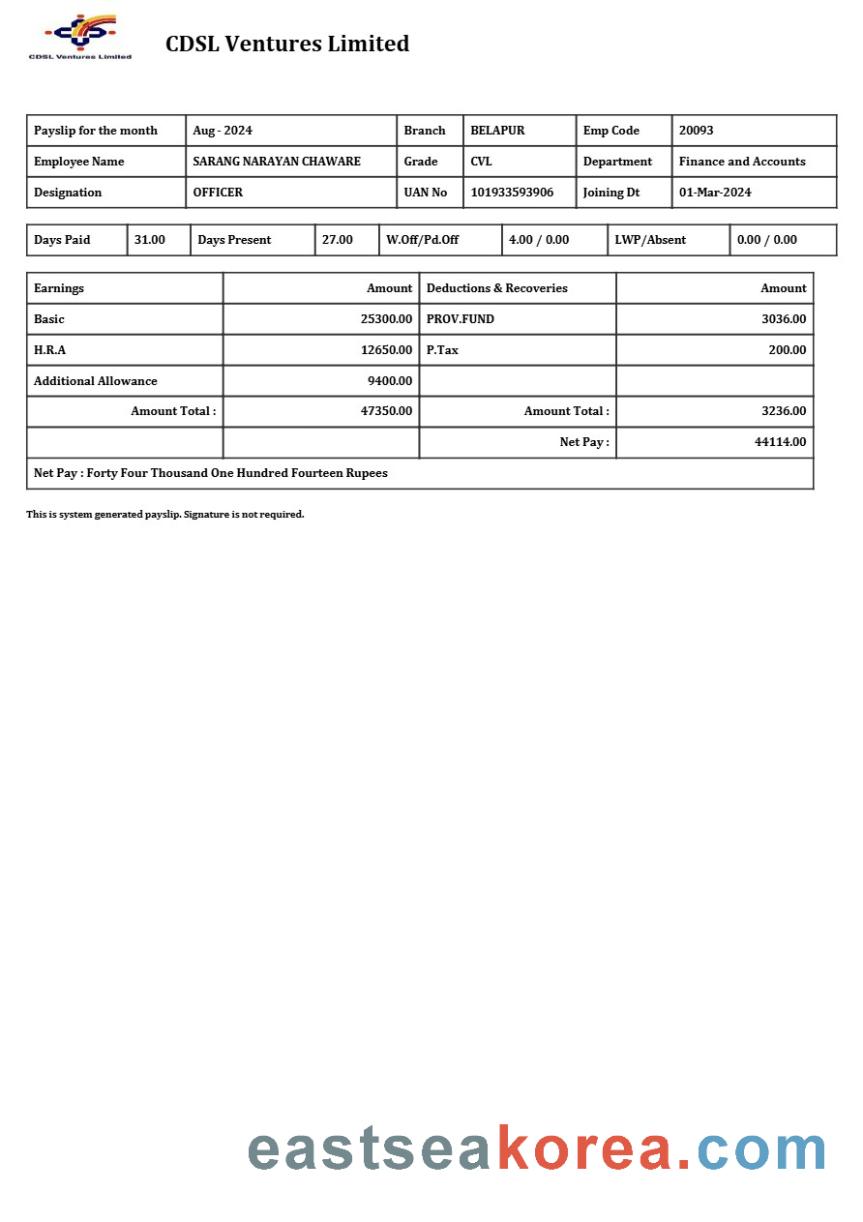 CDSL Ventures Limited
CDSL Ventures Limited
Payslip for the month Aug - 2024 Branch BELAPUR Emp Code 20093
Employee Name SARANG NARAYAN CHAWARE Grade CVL Department Finance and Accounts
Designation OFFICER UAN No 101933593906 Joining Dt 01-Mar-2024
Days Paid 31.00 Days Present 27.00 W.Off/Pd.Off 4.00 / 0.00 LWP/Absent 0.00 / 0.00
Earnings Amount Deductions & Recoveries Amount
Basic 25300.00 PROV.FUND 3036.00
H.R.A 12650.00 P.Tax 200.00
Additional Allowance 9400.00
Amount Total : 47350.00 Amount Total : 3236.00
Net Pay : 44114.00
Net Pay : Forty Four Thousand One Hundred Fourteen Rupees
This is system generated payslip. Signature is not required.
eastseakorea.com